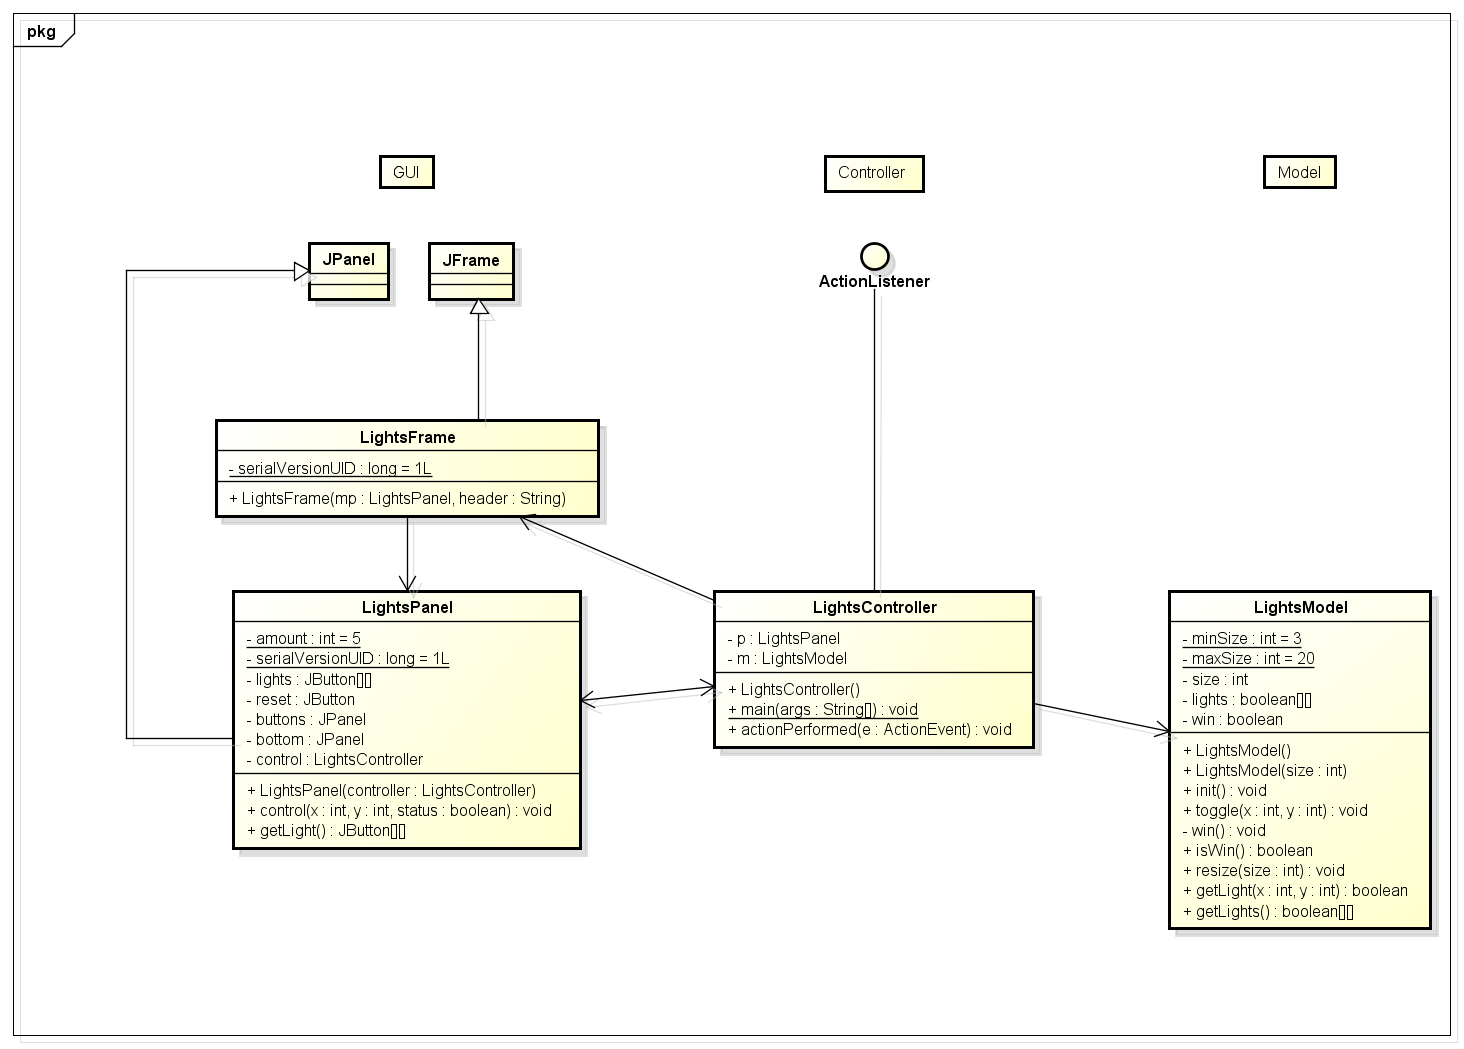 pkg
GUI
Controller
Model
JPanel
JFrame
ActionListener
LightsFrame
- serialVersionUID : long = 1L
+ LightsFrame(mp : LightsPanel, header : String)
LightsPanel
- amount : int = 5
- serialVersionUID : long = 1L
- lights : JButton[][]
- reset : JButton
- buttons : JPanel
- bottom : JPanel
- control : LightsController
+ LightsPanel(controller : LightsController)
+ control(x : int, y : int, status : boolean) : void
+ getLight() : JButton[][]
LightsController
- p : LightsPanel
- m : LightsModel
+ LightsController()
+ main(args : String[]) : void
+ actionPerformed(e : ActionEvent) : void
LightsModel
- minSize : int = 3
- maxSize : int = 20
- size : int
- lights : boolean[][]
- win : boolean
+ LightsModel()
+ LightsModel(size : int)
+ init() : void
+ toggle(x : int, y : int) : void
- win() : void
+ isWin() : boolean
+ resize(size : int) : void
+ getLight(x : int, y : int) : boolean
+ getLights() : boolean[][]